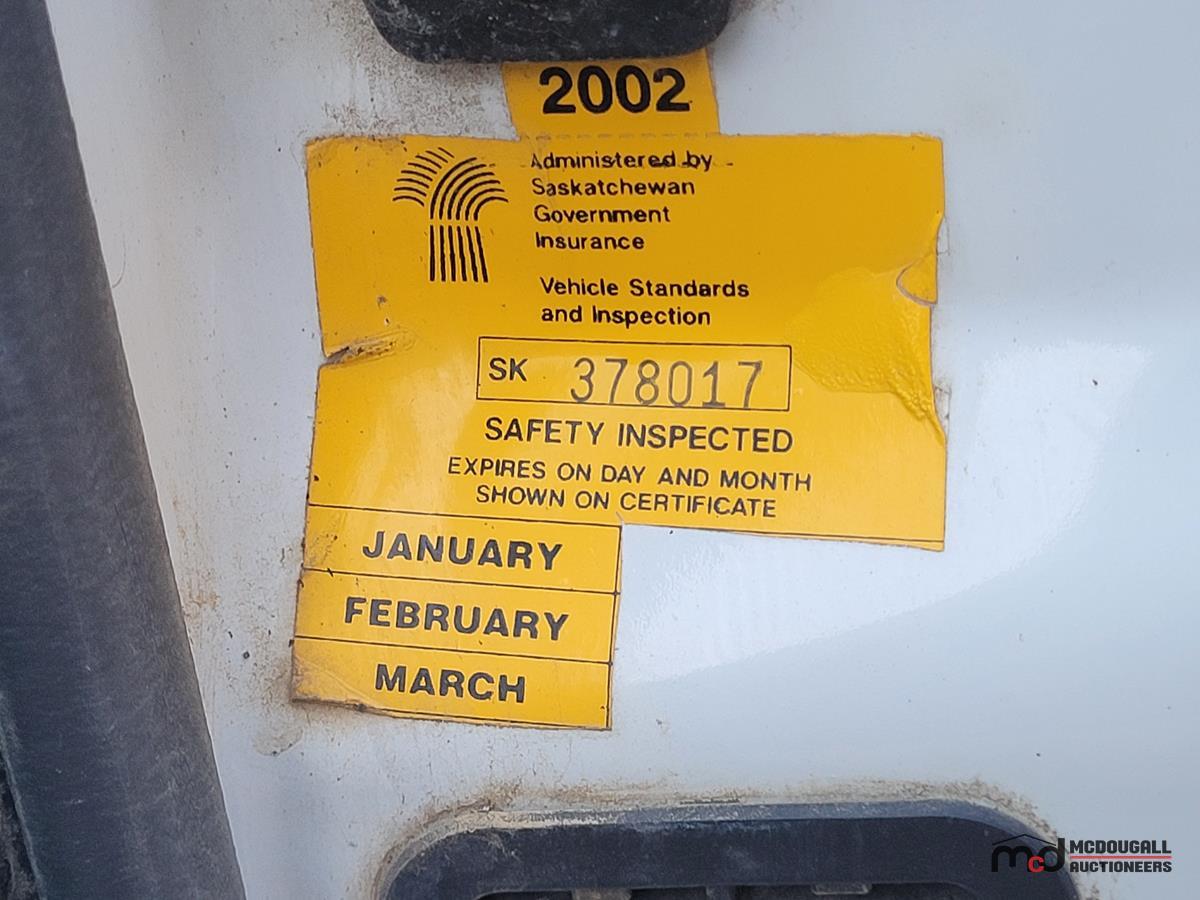 2002
Administered by
Saskatchewan
Government
Insurance
Vehicle Standards
and Inspection
SK 378017
SAFETY INSPECTED
EXPIRES ON DAY AND MONTH
SHOWN ON CERTIFICATE
JANUARY
FEBRUARY
MARCH
mcd MCDOUGALL
AUCTIONEERS